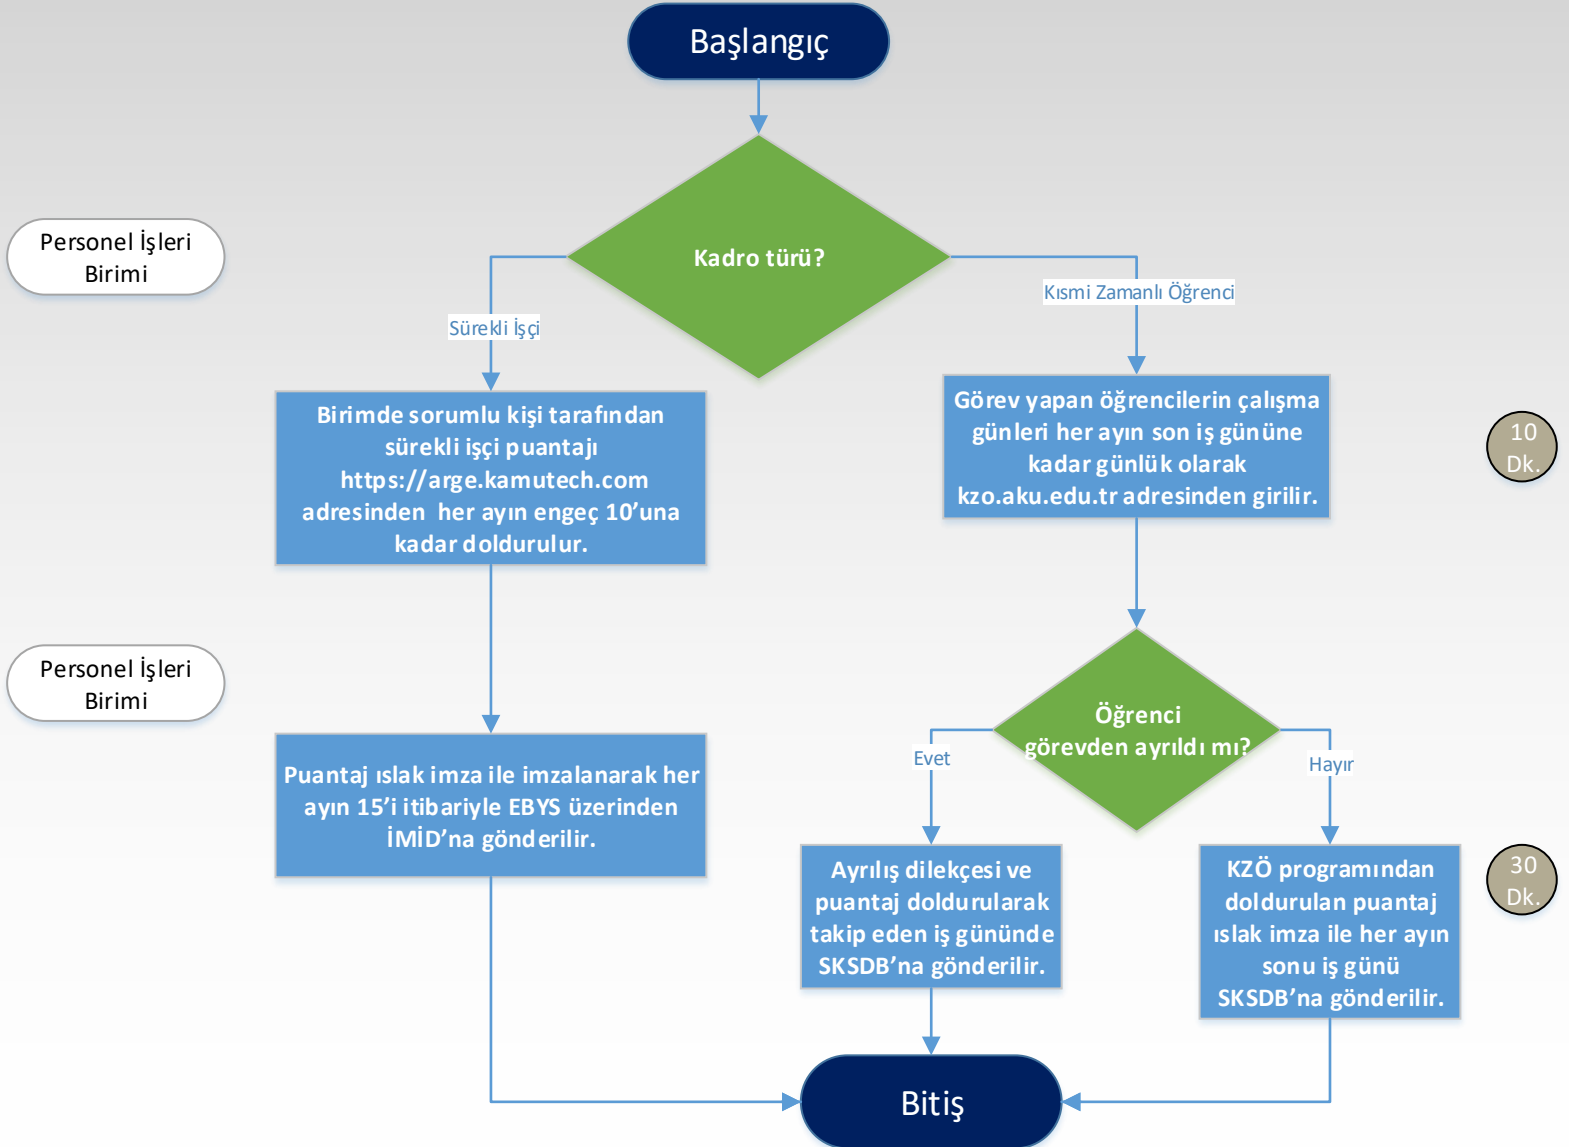 Başlangıç
Personel İşleri
Birimi
Kadro türü?
Sürekli İşçi
Kısmi Zamanlı Öğrenci
Birimde sorumlu kişi tarafından
sürekli işçi puantajı
https://arge.kamutech.com
adresinden her ayın engeç 10’una
kadar doldurulur.
Görev yapan öğrencilerin çalışma
günleri her ayın son iş gününe
kadar günlük olarak
kzo.aku.edu.tr adresinden girilir.
10
Dk.
Personel İşleri
Birimi
Puantaj ıslak imza ile imzalanarak her
ayın 15’i itibariyle EBYS üzerinden
İMİD’na gönderilir.
Öğrenci
görevden ayrıldı mı?
Evet
Hayır
Ayrılış dilekçesi ve
puantaj doldurularak
takip eden iş gününde
SKSDB’na gönderilir.
KZÖ programından
doldurulan puantaj
ıslak imza ile her ayın
sonu iş günü
SKSDB’na gönderilir.
30
Dk.
Bitiş